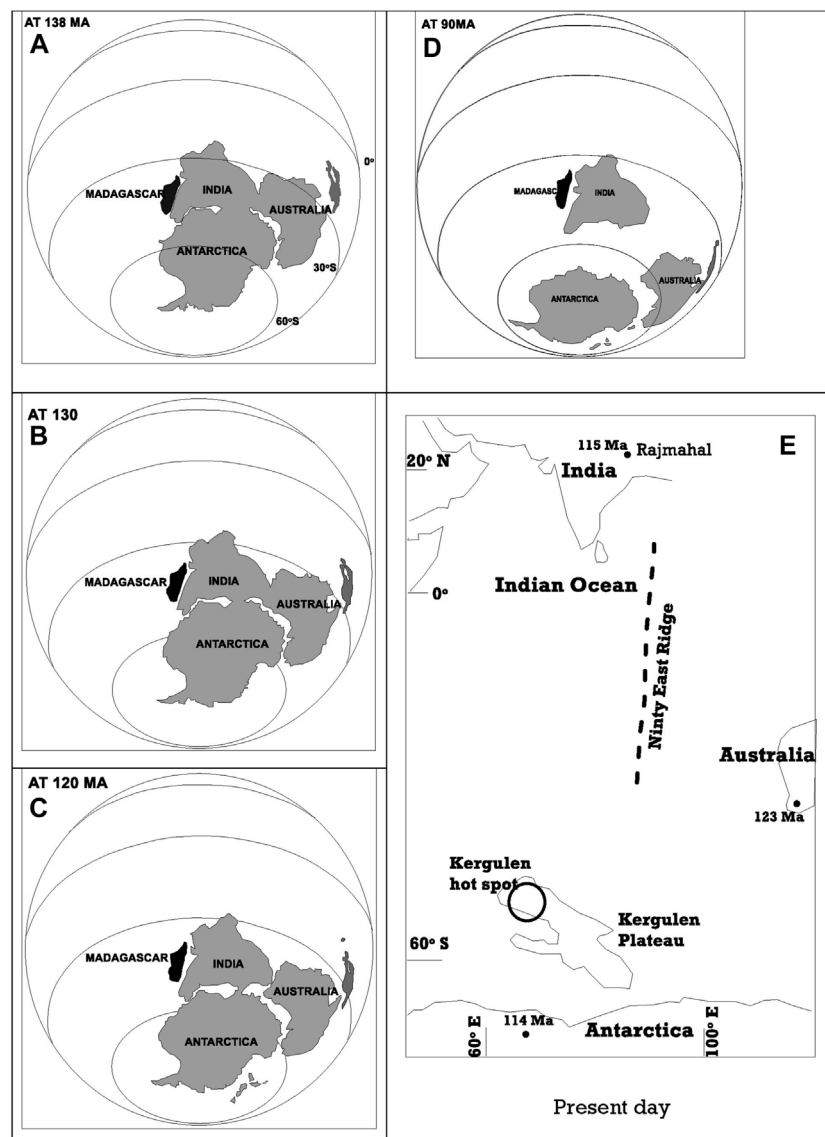 AT 138 MA
A
0°
MADAGASCAR
INDIA
AUSTRALIA
ANTARCTICA
30°S
60°S
AT 130
B
MADAGASCAR
INDIA
AUSTRALIA
ANTARCTICA
AT 120 MA
C
MADAGASCAR
INDIA
AUSTRALIA
ANTARCTICA
AT 90MA
D
MADAGASC
INDIA
ANTARCTICA
AUSTRALIA
E
115 Ma
Rajmahal
20° N
India
Indian Ocean
0°
Ninty East Ridge
Australia
123 Ma
Kergulen
hot spot
Kergulen
Plateau
60° S
114 Ma
Antarctica
60° E
100° E
Present day